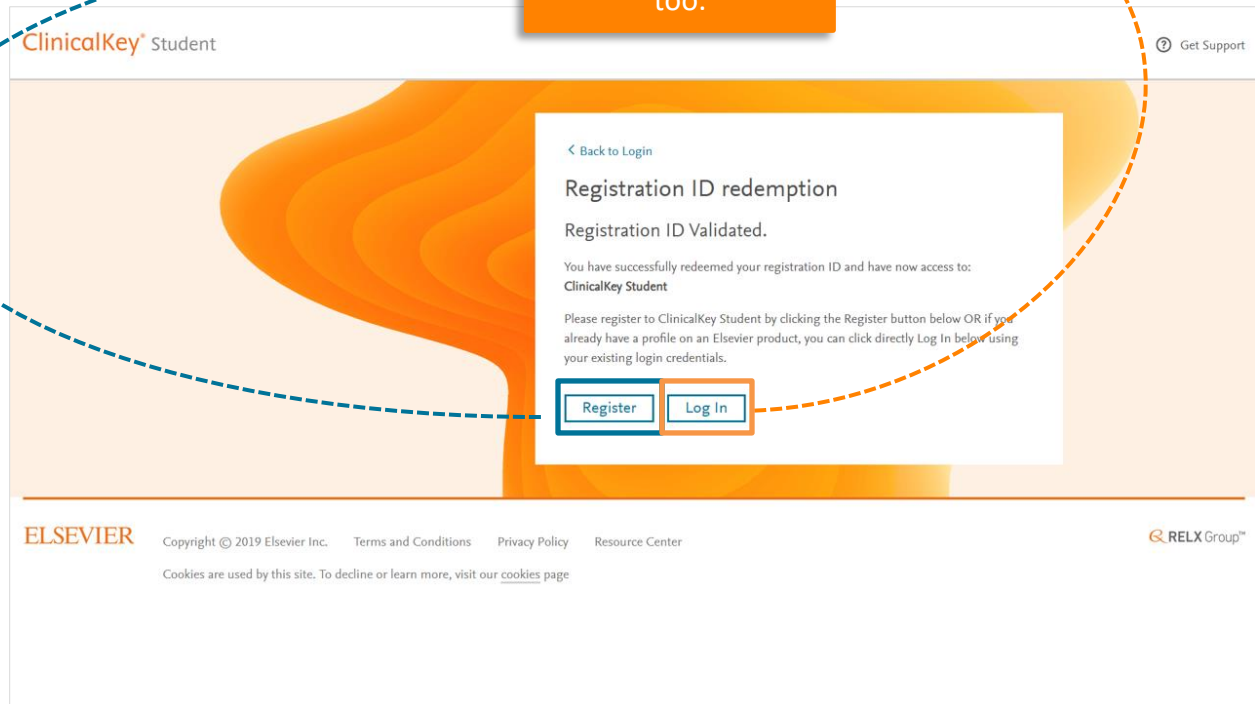 too.
ClinicalKey® Student
Get Support
Back to Login
Registration ID redemption
Registration ID Validated.
You have successfully redeemed your registration ID and have now access to:
ClinicalKey Student
Please register to ClinicalKey Student by clicking the Register button below OR if you
already have a profile on an Elsevier product, you can click directly Log In below using
your existing login credentials.
Register Log In
ELSEVIER
Copyright © 2019 Elsevier Inc. Terms and Conditions Privacy Policy Resource Center
RELX Group™
Cookies are used by this site. To decline or learn more, visit our cookies page